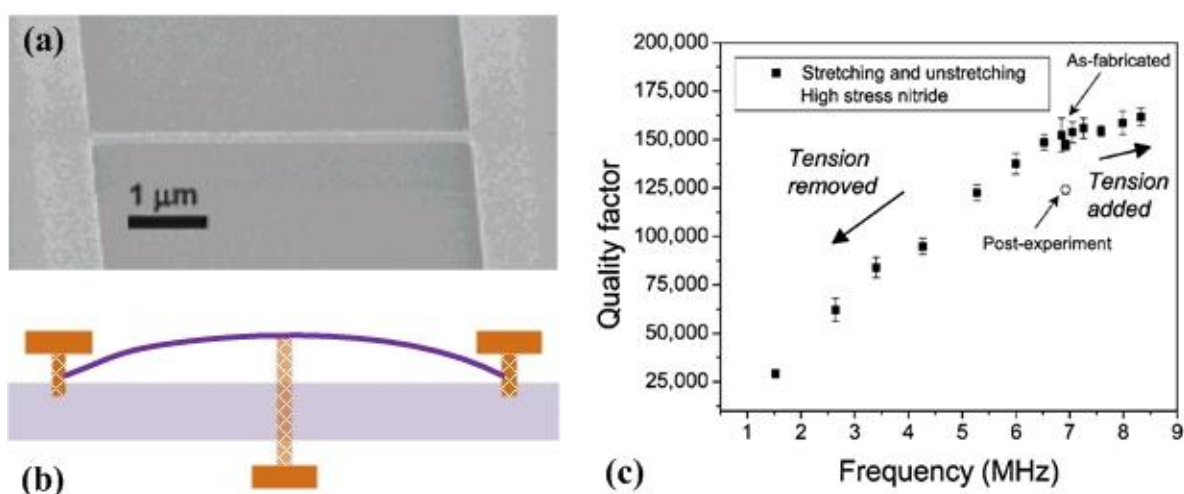 (a)
1 μm
(b)
200,000
175,000
150,000
125,000
100,000
75,000
50,000
25,000
Quality factor
Stretching and unstretching
High stress nitride
As-fabricated
Tension
removed
Tension
added
Post-experiment
1 2 3 4 5 6 7 8 9
Frequency (MHz)
(c)